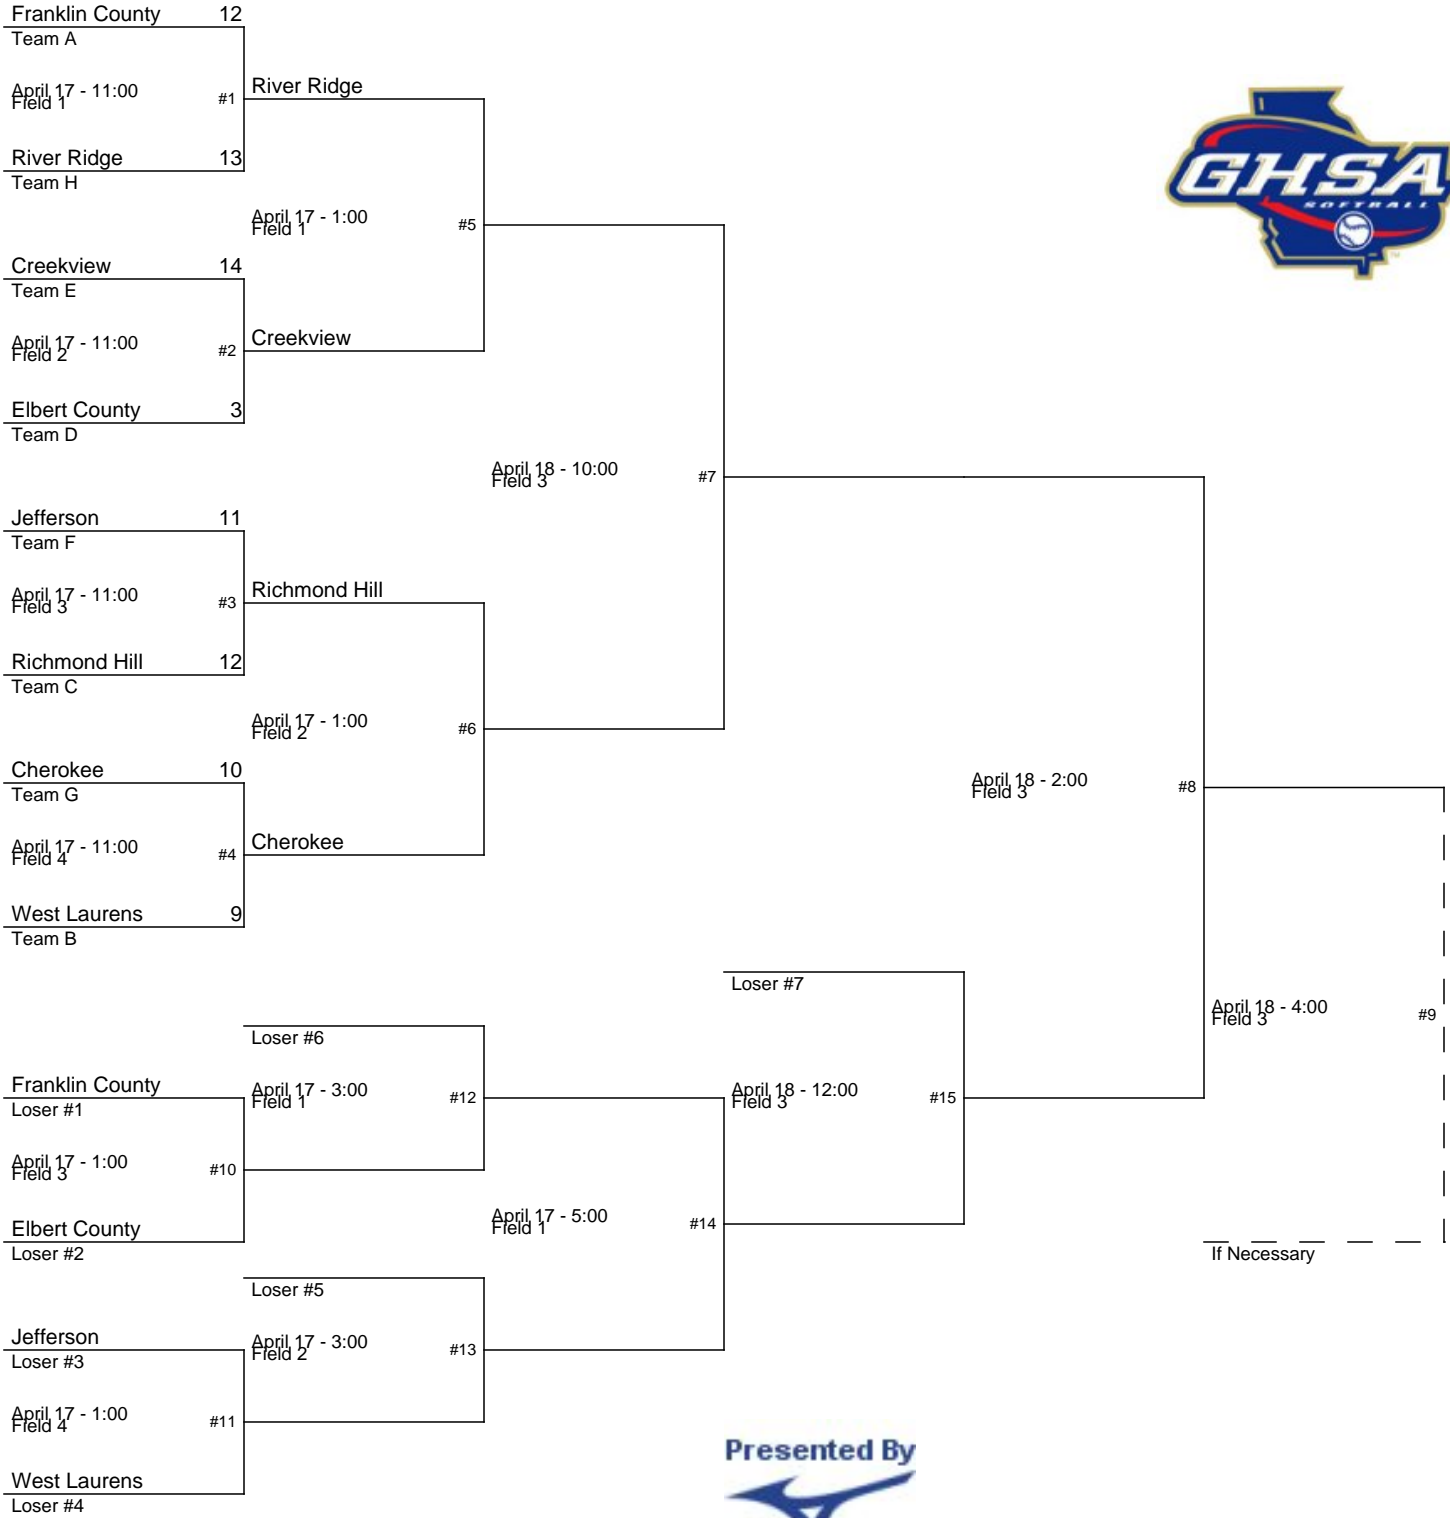 Franklin County 12
Team A
April 17 - 11:00
Field 1
#1
River Ridge
River Ridge 13
Team H
April 17 - 1:00
Field 1
#5
Creekview 14
Team E
April 17 - 11:00
Field 2
#2
Creekview
Elbert County 3
Team D
April 18 - 10:00
Field 3
#7
Jefferson 11
Team F
April 17 - 11:00
Field 3
#3
Richmond Hill
Richmond Hill 12
Team C
April 17 - 1:00
Field 2
#6
Cherokee 10
Team G
April 17 - 11:00
Field 4
#4
Cherokee
West Laurens 9
Team B
April 18 - 2:00
Field 3
#8
GHSA
SOFTBALL
TM
Loser #7
April 18 - 4:00
Field 3
#9
Loser #6
Franklin County
Loser #1
April 17 - 3:00
Field 1
#12
April 18 - 12:00
Field 3
#15
April 17 - 1:00
Field 3
#10
Elbert County
Loser #2
April 17 - 5:00
Field 1
#14
If Necessary
Loser #5
Jefferson
Loser #3
April 17 - 3:00
Field 2
#13
April 17 - 1:00
Field 4
#11
West Laurens
Loser #4
Presented By